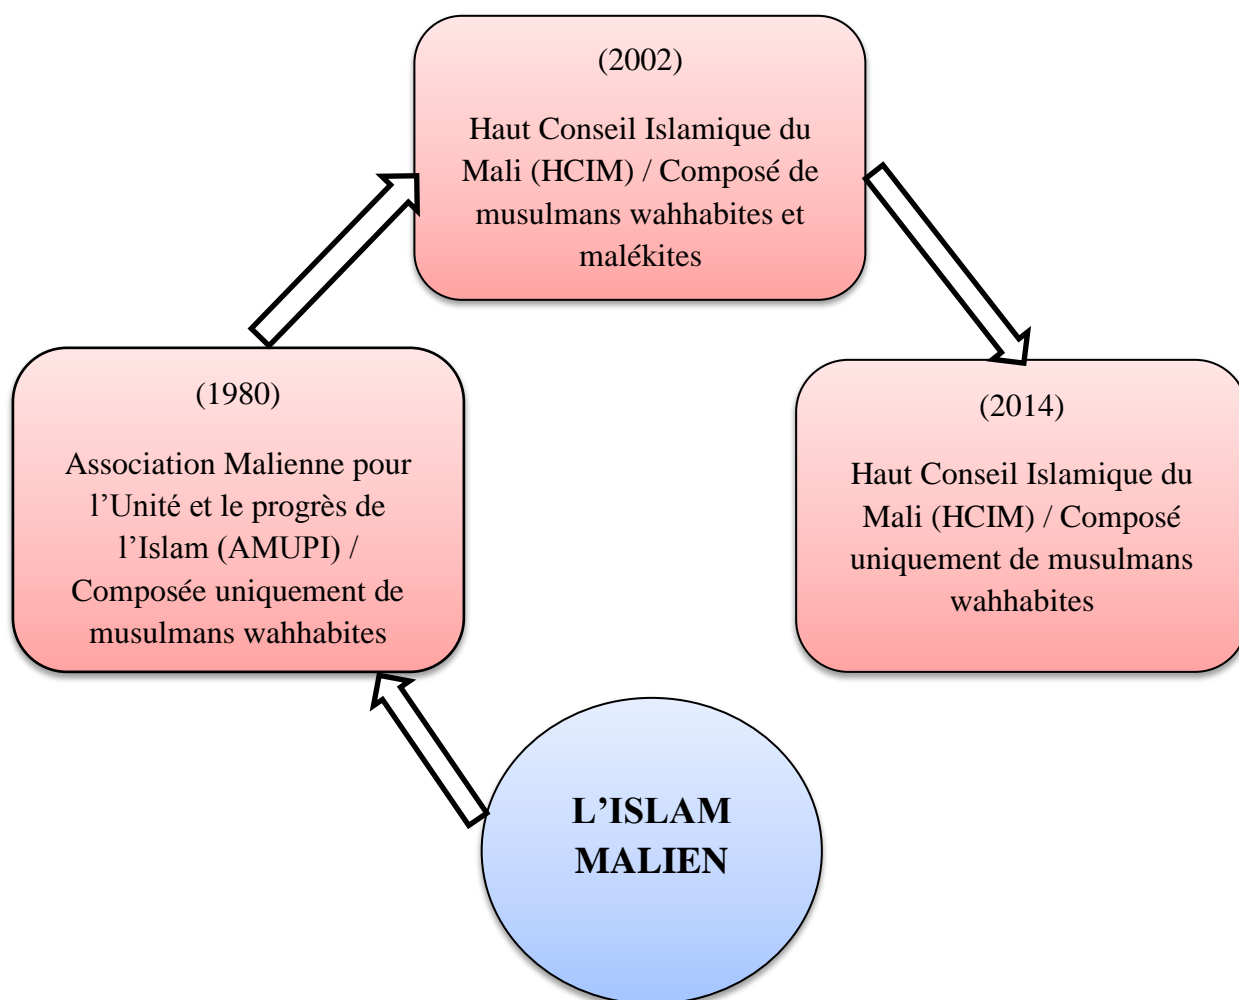 (2002)
Haut Conseil Islamique du
Mali (HCIM) / Composé de
musulmans wahhabites et
malékites
(1980)
Association Malienne pour
l’Unité et le progrès de
l’Islam (AMUPI) /
Composée uniquement de
musulmans wahhabites
(2014)
Haut Conseil Islamique du
Mali (HCIM) / Composé
uniquement de musulmans
wahhabites
L’ISLAM
MALIEN